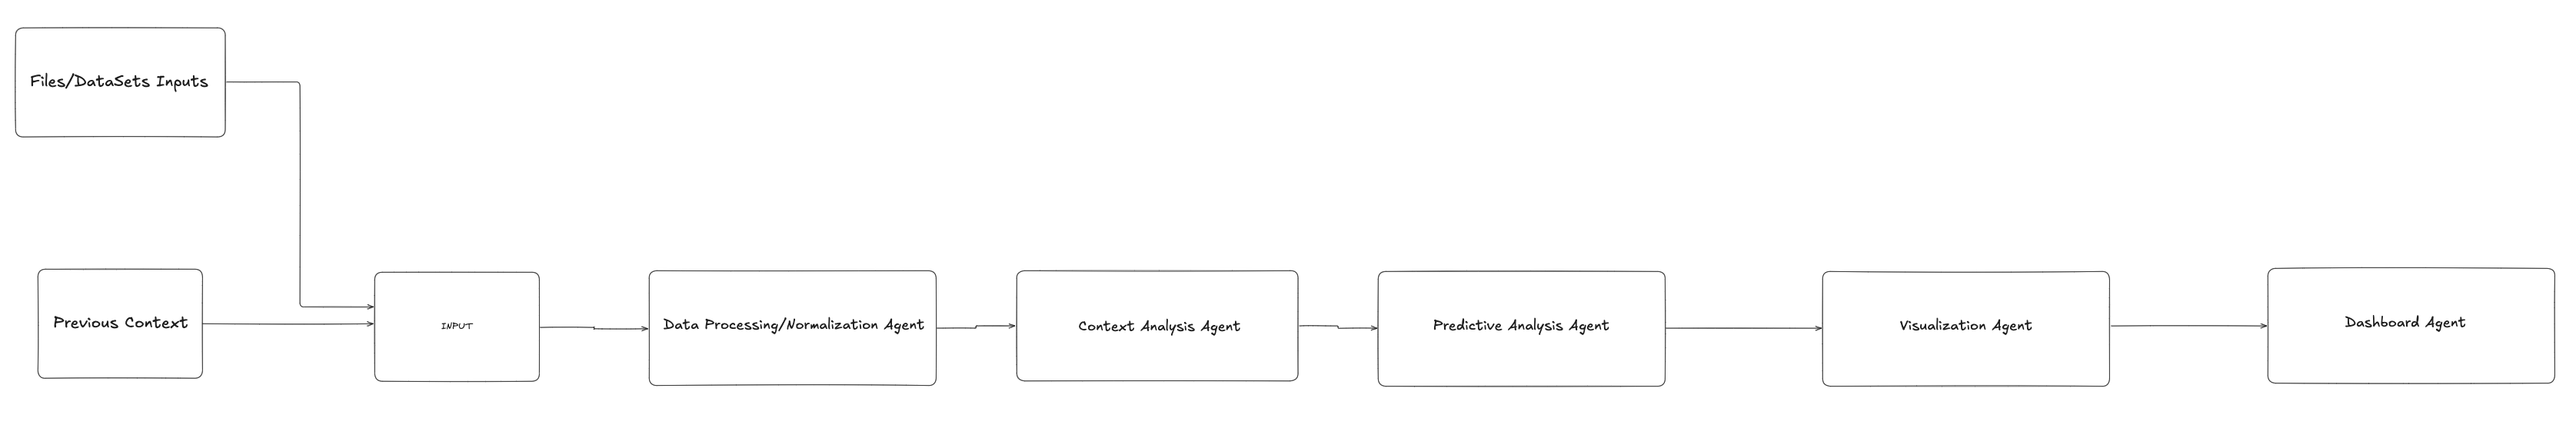 Files/DataSets Inputs
Previous Context
INPUT
Data Processing/Normalization Agent
Context Analysis Agent
Predictive Analysis Agent
Visualization Agent
Dashboard Agent